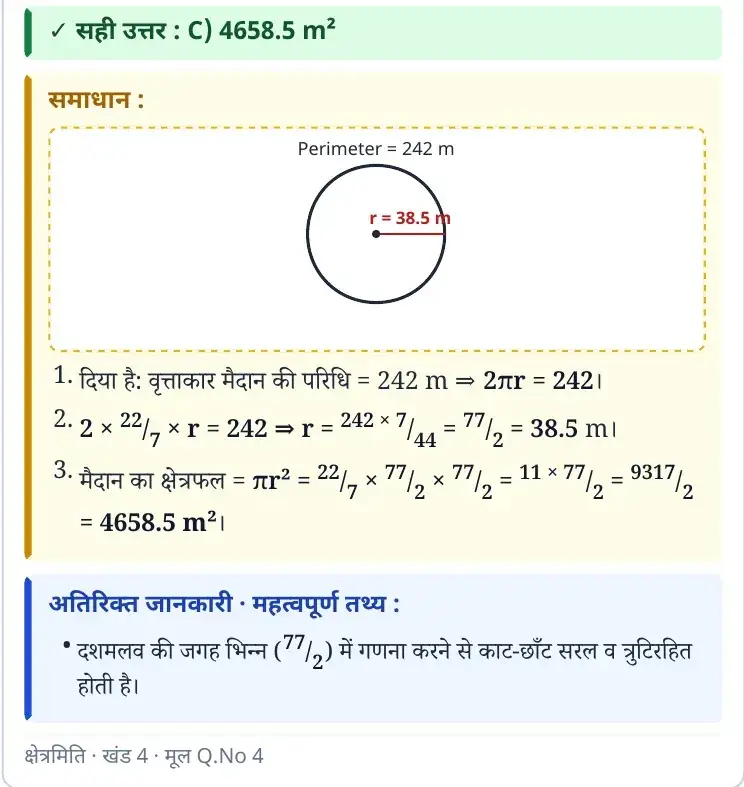 ✓ सही उत्तर : C) 4658.5 m²
समाधान :
Perimeter = 242 m
r = 38.5 m
1. दिया है: वृत्ताकार मैदान की परिधि = 242 m ⇒ 2πr = 242।
2. 2 × 22/7 × r = 242 ⇒ r = 242 × 7/44 = 77/2 = 38.5 m।
3. मैदान का क्षेत्रफल = πr² = 22/7 × 77/2 × 77/2 = 11 × 77/2 = 9317/2
= 4658.5 m²।
अतिरिक्त जानकारी · महत्वपूर्ण तथ्य :
• दशमलव की जगह भिन्न (77/2) में गणना करने से काट-छाँट सरल व त्रुटिरहित
होती है।
क्षेत्रमिति · खंड 4 · मूल Q.No 4